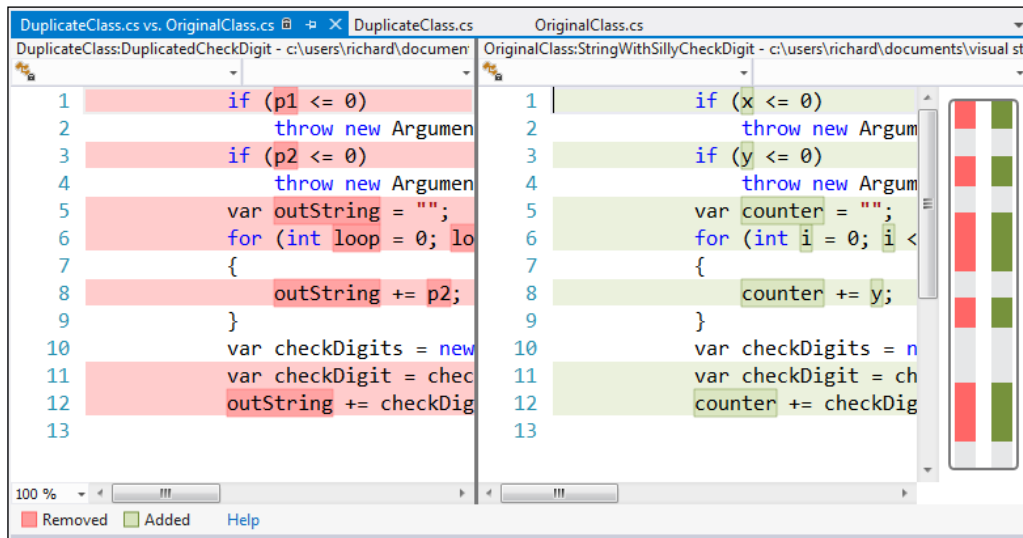 DuplicateClass.cs vs. OriginalClass.cs DuplicateClass.cs OriginalClass.cs
DuplicateClass:DuplicatedCheckDigit - c:\users\richard\document
1 if (p1 <= 0)
2 throw new Argumen
3 if (p2 <= 0)
4 throw new Argumen
5 var outString = "";
6 for (int loop = 0; lo
7 {
8 outString += p2;
9 }
10 var checkDigits = new
11 var checkDigit = chec
12 outString += checkDig
13
100 %
OriginalClass:StringWithSillyCheckDigit - c:\users\richard\documents\visual st
1 if (x <= 0)
2 throw new Argum
3 if (y <= 0)
4 throw new Argum
5 var counter = "";
6 for (int i = 0; i <
7 {
8 counter += y;
9 }
10 var checkDigits = n
11 var checkDigit = ch
12 counter += checkDig
13
Removed Added Help